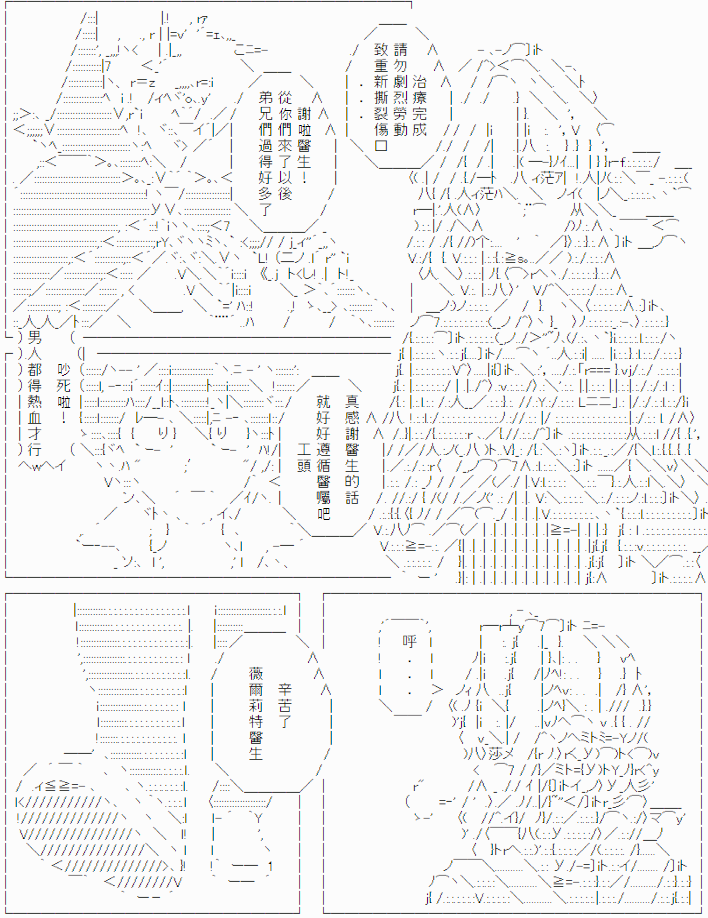 治療完成
請勿劇烈勞動
致重新撕裂傷口
...
謝啦醫生!
從你們來了以後
弟兄們過得好多了
吵死啦!
男人都得熱血才行
真感謝醫生的話
就好好遵循醫囑吧
工頭
呼...
辛苦了
薇爾莉特醫生